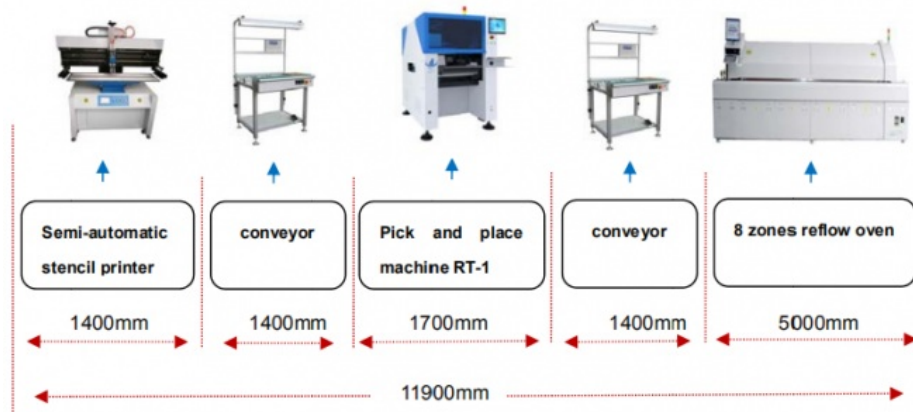 Semi-automatic
stencil printer
conveyor
Pick and place
machine RT-1
conveyor
8 zones reflow oven
1400mm
1400mm
1700mm
1400mm
5000mm
11900mm